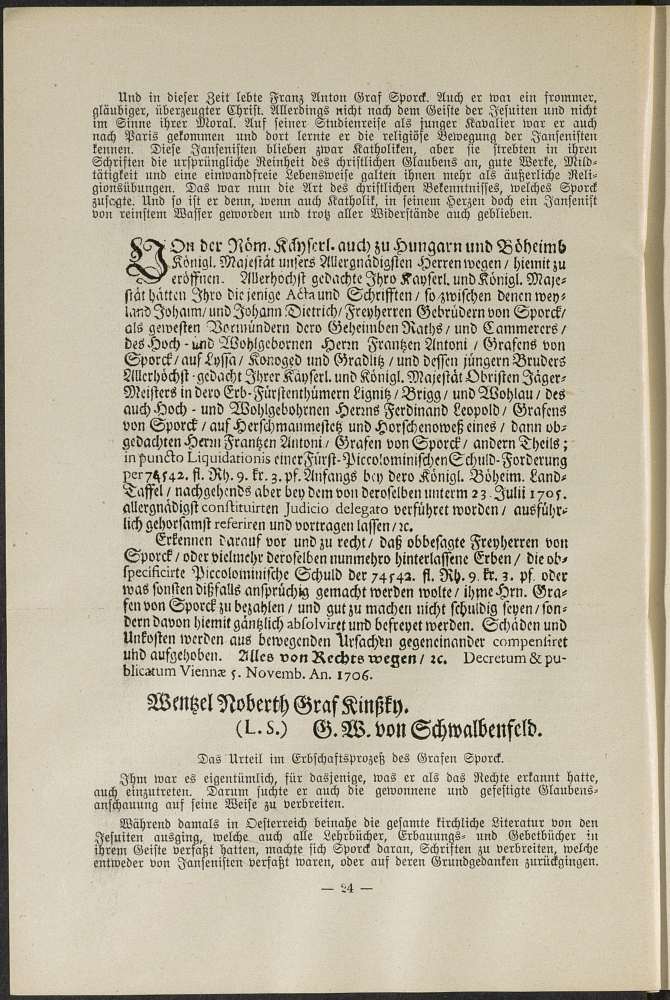 Und in dieser Zeit lebte Franz Anton Graf Sporck. Auch er war ein frommer,
gläubiger, überzeugter Christ. Allerdings nicht nach dem Geiste der Jesuiten und nicht
im Sinne ihrer Moral. Auf seiner Studienreise als junger Kavalier war er auch
nach Paris gekommen und dort lernte er die religiöse Bewegung der Jansenisten
kennen. Diese Jansenisten blieben zwar Katholiken, aber sie strebten in ihren
Schriften die ursprüngliche Reinheit des christlichen Glaubens an, gute Werke, Mild-
tätigkeit und eine einwandfreie Lebensweise galten ihnen mehr als äußerliche Reli-
gionsübungen. Das war nun die Art des christlichen Bekenntnisses, welches Sporck
zusagte. Und so ist er denn, wenn auch Katholik, in seinem Herzen doch ein Jansenist
von reinstem Wasser geworden und trotz aller Widerstände auch geblieben.
VOn der Röm. Käyserl. auch zu Hungarn und Böheimb
Königl. Majestät unsers Allergnädigsten Herren wegen / hiemit zu
eröffnen. Allerhöchst gedachte Ihro Kayserl. und Königl. Maje-
stät hätten Ihro die jenige Acta und Schrifften / so zwischen denen wey-
land Johann / und Johann Dietrich / Freyherren Gebrüdern von Sporck /
als gewesten Vormündern dero Geheimben Raths / und Cammerers /
des Hoch- und Wohlgebornen Herrn Frantzen Antoni / Grafens von
Sporck / auf Lyssa / Konoged und Gradlitz / und dessen jüngern Bruders
Allerhöchst-gedacht Ihrer Käyserl. und Königl. Majestät Obristen Jäger-
Meisters in dero Erb-Fürstenthümern Lignitz / Brigg / und Wohlau / des
auch Hoch- und Wohlgebohrnen Herrns Ferdinand Leopold / Grafens
von Sporck / auf Herschmanmestetz und Horschenoweß eines / dann ob-
gedachten Herrn Frantzen Antoni / Grafen von Sporck / andern Theils ;
in puncto Liquidationis einer Fürst-Piccolominischen Schuld-Forderung
per 74542. fl. Rh. 9. kr. 3. pf. Anfangs bey dero Königl. Böheim. Land-
Taffel / nachgehends aber bey dem von deroselben unterm 23. Julii 1705.
allergnädigst constituirten Judicio delegato verführet worden / ausführ-
lich gehorsamst referiren und vortragen lassen / ꝛc.
Erkennen darauf vor und zu recht / daß obbesagte Freyherren von
Sporck / oder vielmehr deroselben nunmehro hinterlassene Erben / die ob-
specificirte Piccolominische Schuld der 74542. fl. Rh. 9. kr. 3. pf. oder
was sonsten dißfalls ansprüchig gemacht werden wolte / ihme Hrn. Gra-
fen von Sporck zu bezahlen / und gut zu machen nicht schuldig seyen / son-
dern davon hiemit gäntzlich absolviret und befreyet werden. Schäden und
Unkosten werden aus bewegenden Ursachen gegeneinander compensiret
und aufgehoben. Alles von Rechts wegen / ꝛc. Decretum & pu-
blicatum Viennæ 5. Novemb. An. 1706.
Wentzel Noberth Graf Kinßky.
(L. S.) G. W. von Schwalbenfeld.
Das Urteil im Erbschaftsprozeß des Grafen Sporck.
Ihm war es eigentümlich, für dasjenige, was er als das Rechte erkannt hatte,
auch einzutreten. Darum suchte er auch die gewonnene und gefestigte Glaubens-
anschauung auf seine Weise zu verbreiten.
Während damals in Oesterreich beinahe die gesamte kirchliche Literatur von den
Jesuiten ausging, welche auch alle Lehrbücher, Erbauungs- und Gebetbücher in
ihrem Geiste verfaßt hatten, machte sich Sporck daran, Schriften zu verbreiten, welche
entweder von Jansenisten verfaßt waren, oder auf deren Grundgedanken zurückgingen.
— 24 —